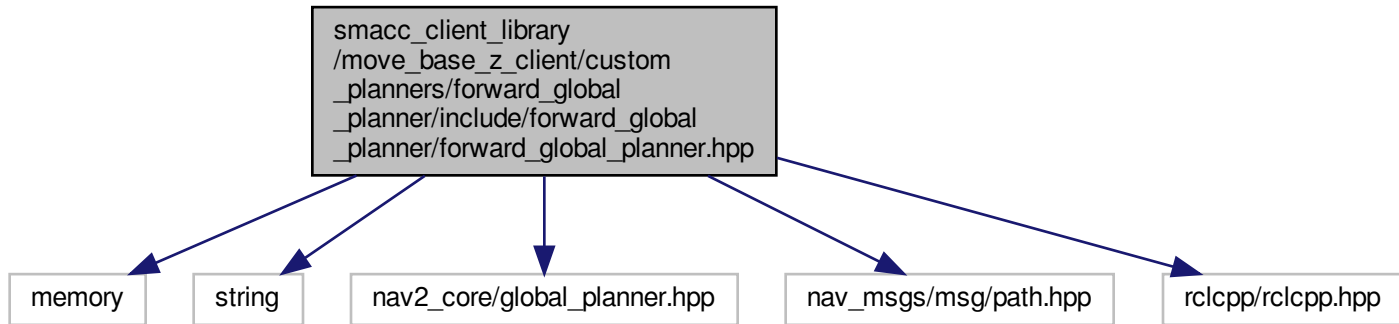 smacc_client_library
/move_base_z_client/custom
_planners/forward_global
_planner/include/forward_global
_planner/forward_global_planner.hpp
memory
string
nav2_core/global_planner.hpp
nav_msgs/msg/path.hpp
rclcpp/rclcpp.hpp